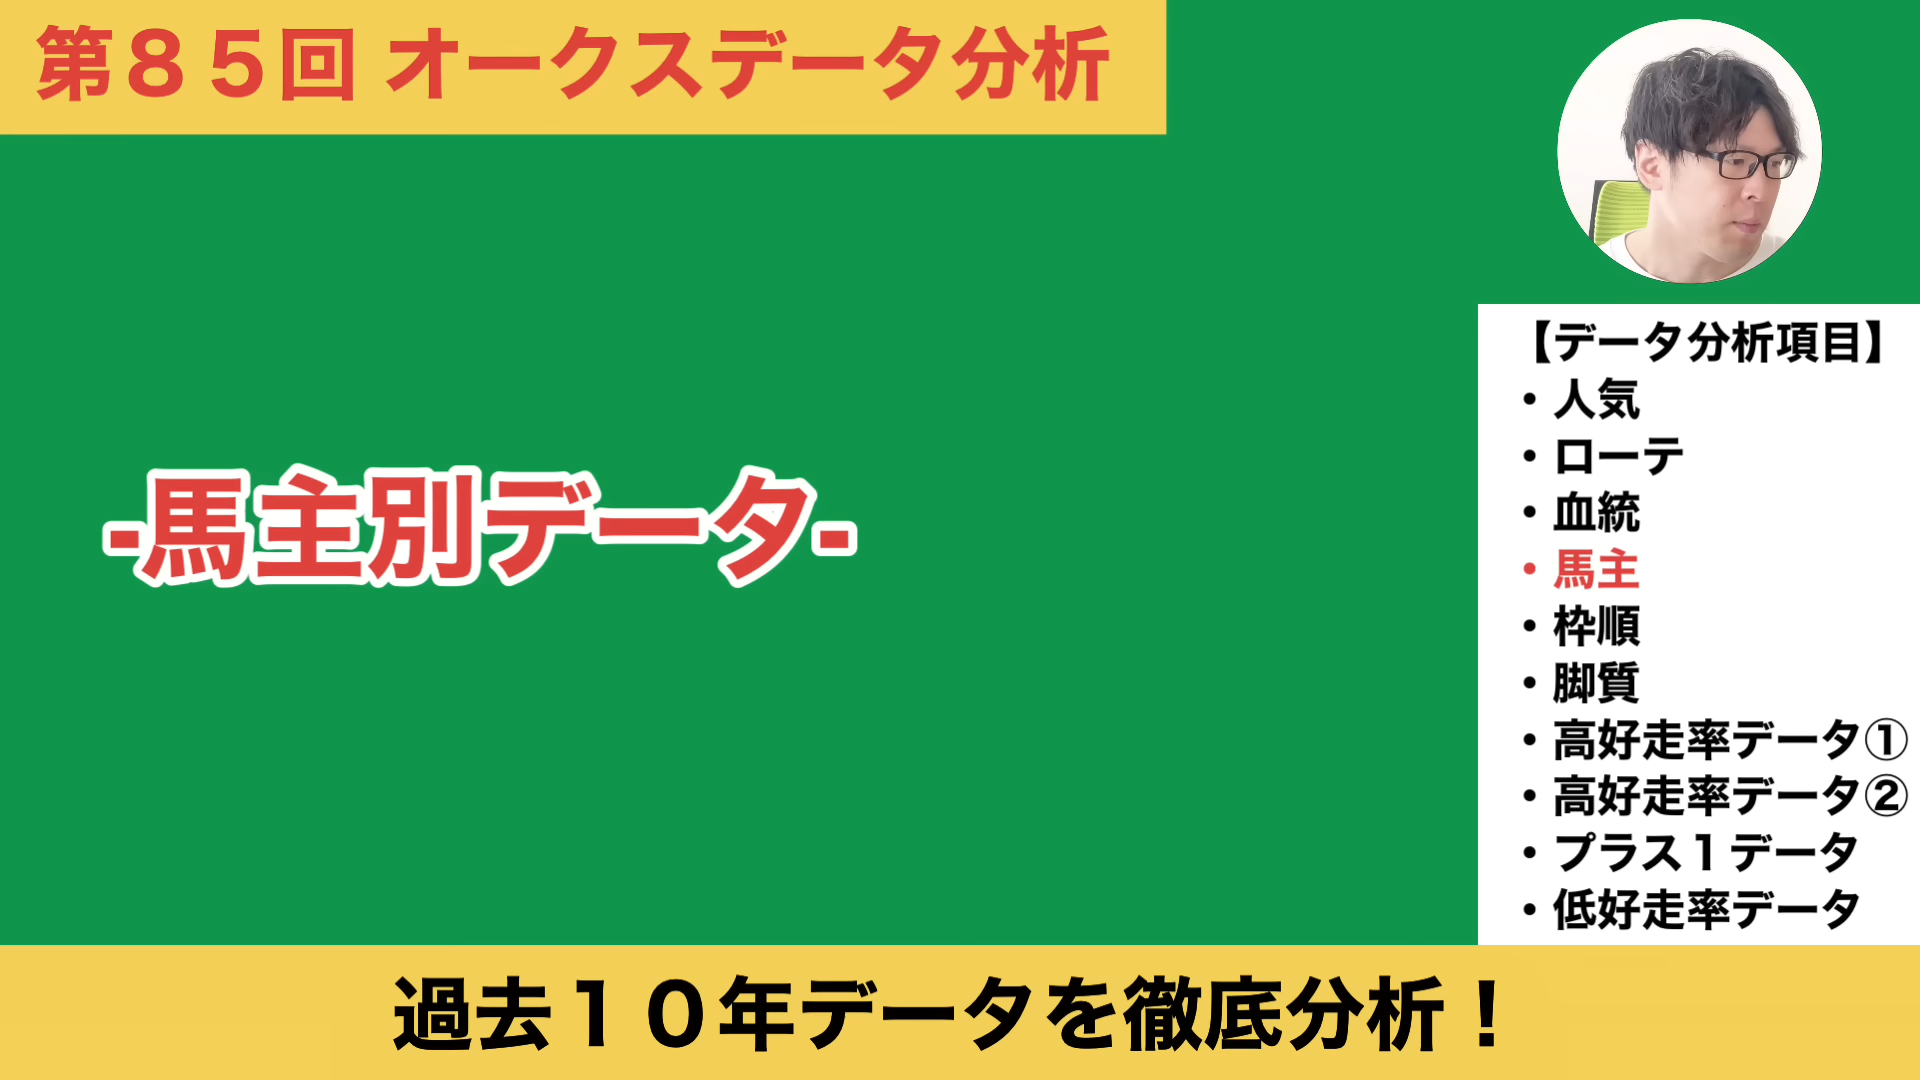 第８５回 オークスデータ分析
-馬主別データ-
【データ分析項目】
・人気
・ローテ
・血統
・馬主
・枠順
・脚質
・高好走率データ①
・高好走率データ②
・プラス１データ
・低好走率データ
過去１０年データを徹底分析！